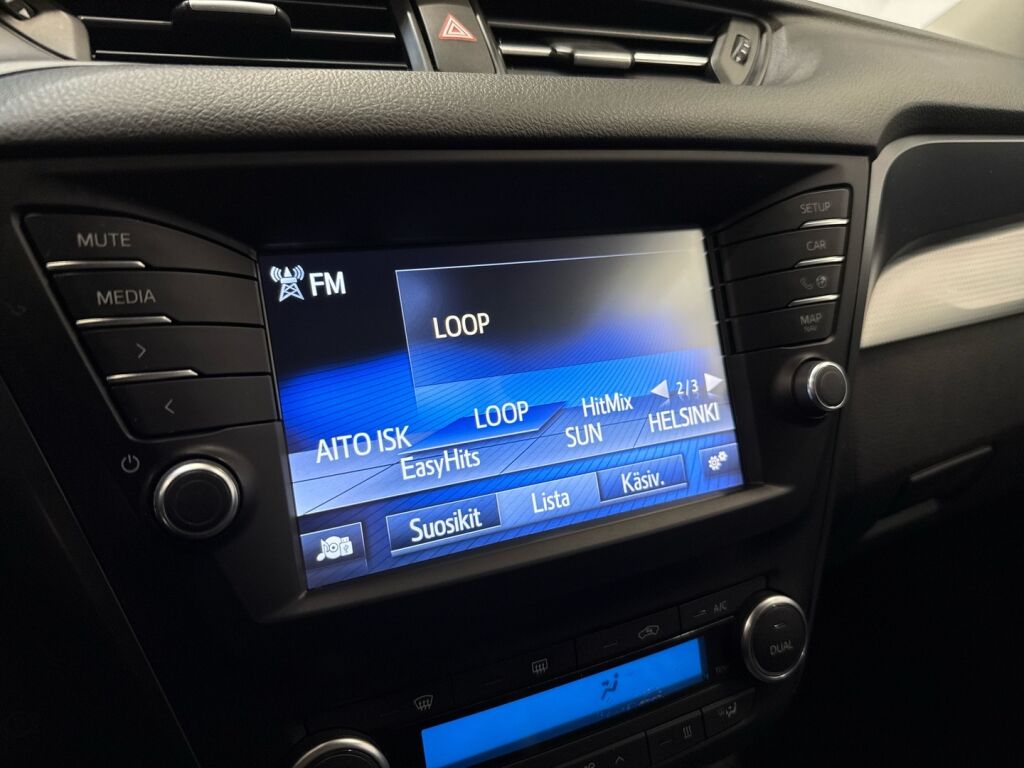 MUTE
MEDIA
FM
LOOP
2/3
AITO ISK
LOOP
HitMix
EasyHits
SUN
HELSINKI
Suosikit
Lista
Käsiv.
SETUP
CAR
MAP
NAV
A/C
DUAL